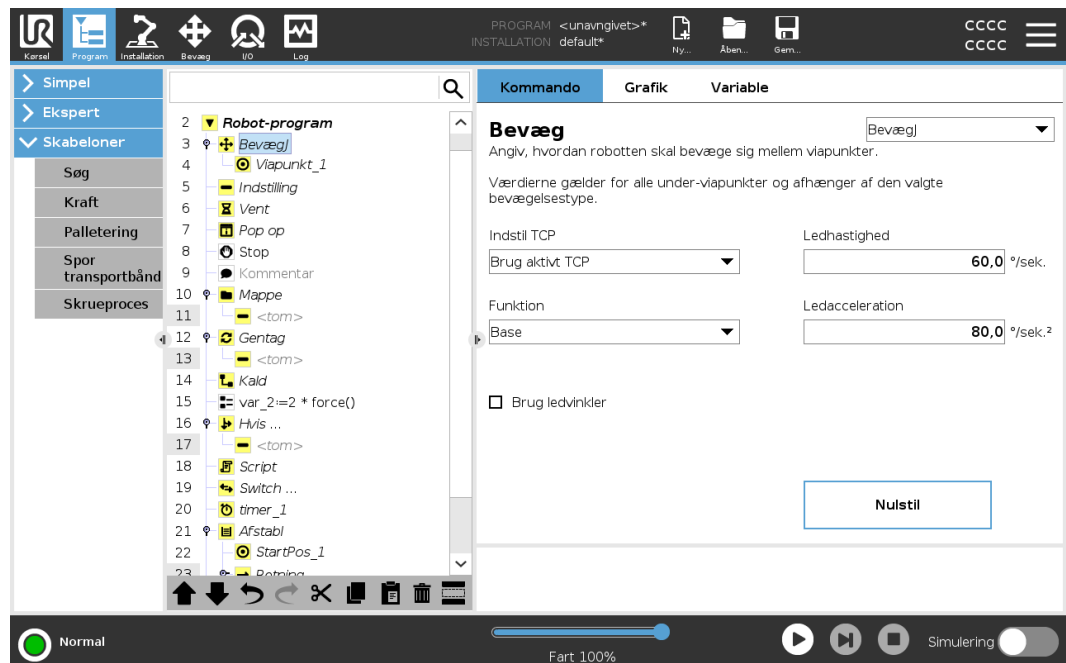 PROGRAM <unavngivet>*
INSTALLATION default*
CCCC
CCCC
Kørsel
Program
Installation
Bevæg
I/O
Log
Ny...
Åben...
Gem...
Simpel
Ekspert
Skabeloner
Søg
Kraft
Palletering
Spor
transportbånd
Skrueproces
2 Robot-program
3 BevægJ
4 Viapunkt_1
5 Indstilling
6 Vent
7 Pop op
8 Stop
9 Kommentar
10 Mappe
11 <tom>
12 Gentag
13 <tom>
14 Kald
15 var_2:=2 * force()
16 Hvis ...
17 <tom>
18 Script
19 Switch ...
20 timer_1
21 Afstabl
22 StartPos_1
23 Retning
Kommando
Grafik
Variable
Bevæg
BevægJ
Angiv, hvordan robotten skal bevæge sig mellem viapunkter.
Værdierne gælder for alle under-viapunkter og afhænger af den valgte
bevægelsestype.
Indstil TCP
Ledhastighed
Brug aktivt TCP
60,0 °/sek.
Funktion
Ledacceleration
Base
80,0 °/sek.²
Brug ledvinkler
Nulstil
Normal
Fart 100%
Simulering